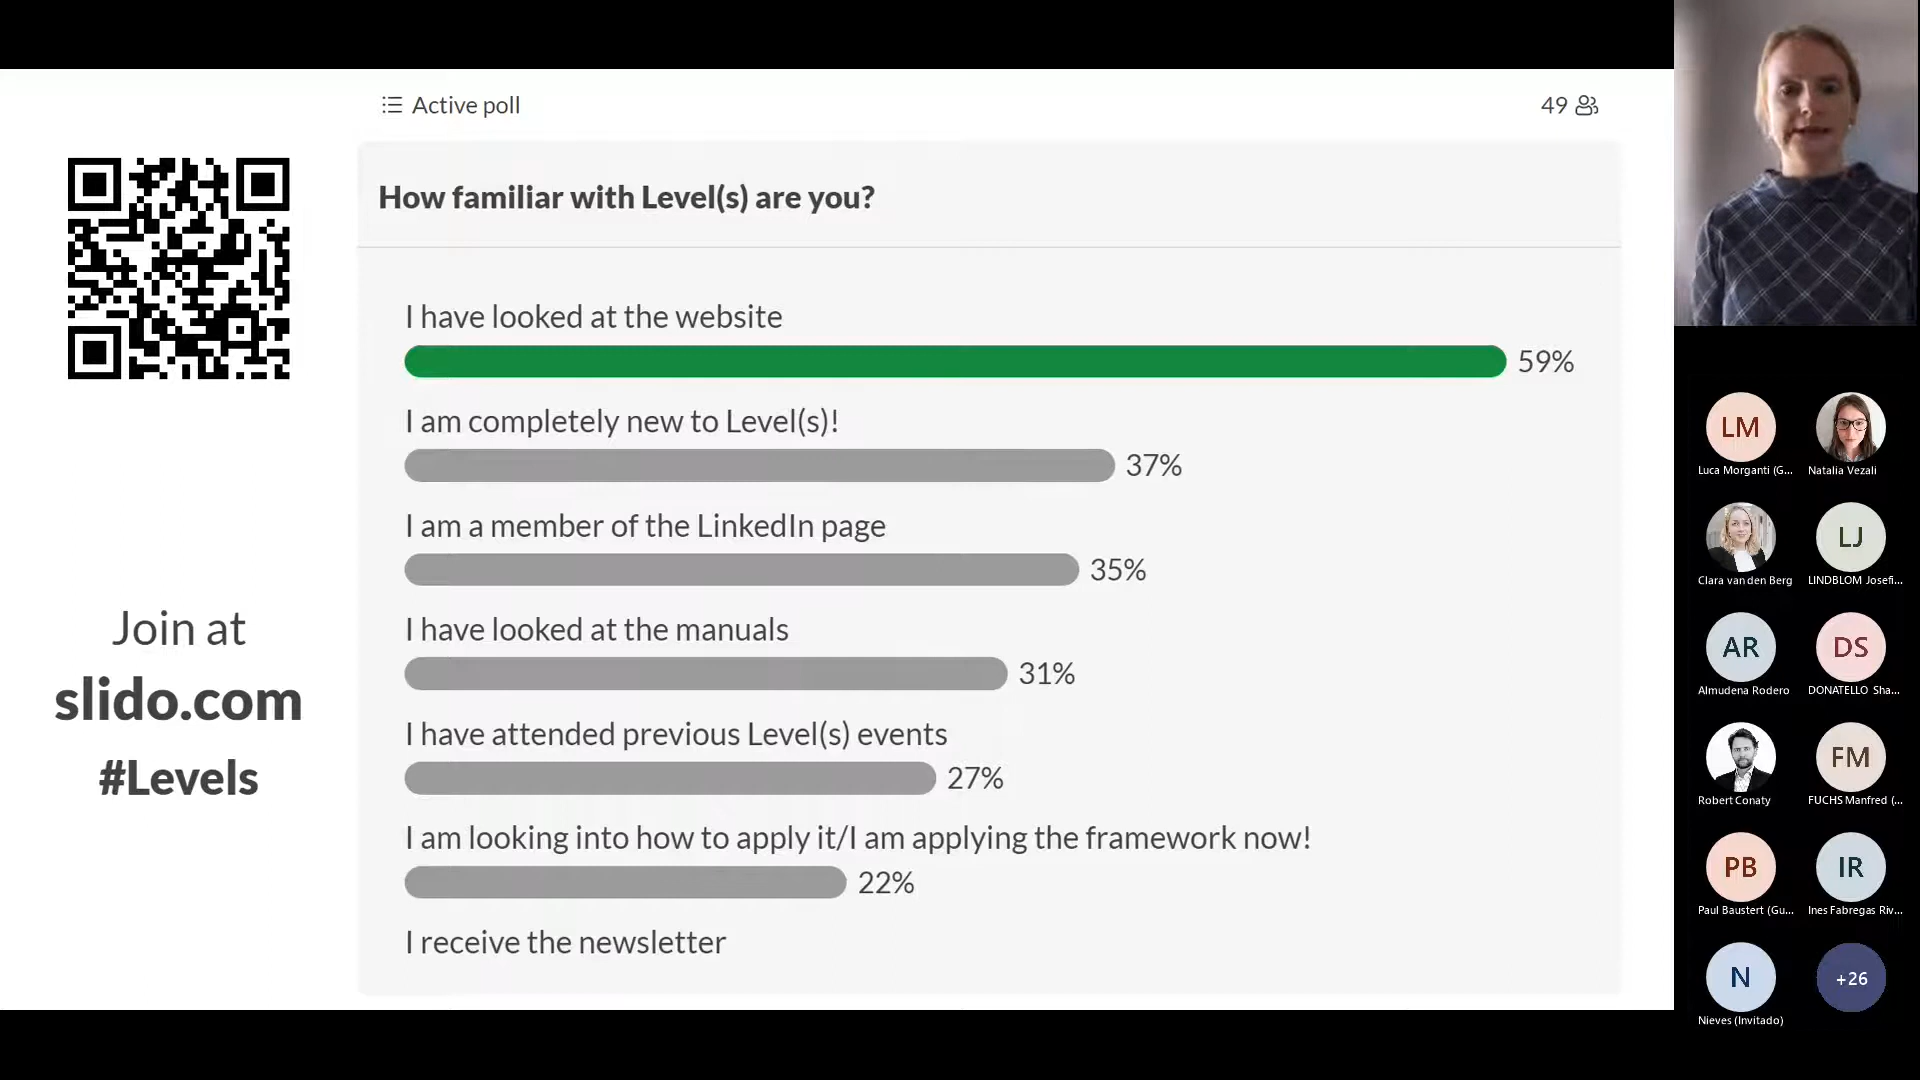 Active poll
49
How familiar with Level(s) are you?
I have looked at the website
59%
I am completely new to Level(s)!
37%
I am a member of the LinkedIn page
35%
I have looked at the manuals
31%
I have attended previous Level(s) events
27%
I am looking into how to apply it/I am applying the framework now!
22%
I receive the newsletter
Join at
slido.com
#Levels
LM
Luca Morganti (G...
Natalia Vezali
Clara van den Berg
LJ
LINDBLOM Josefi...
AR
Almudena Rodero
DS
DONATELLO Sha...
Robert Conaty
FM
FUCHS Manfred (...
PB
Paul Baustert (Gu...
IR
Ines Fabregas Riv...
N
Nieves (Invitado)
+26